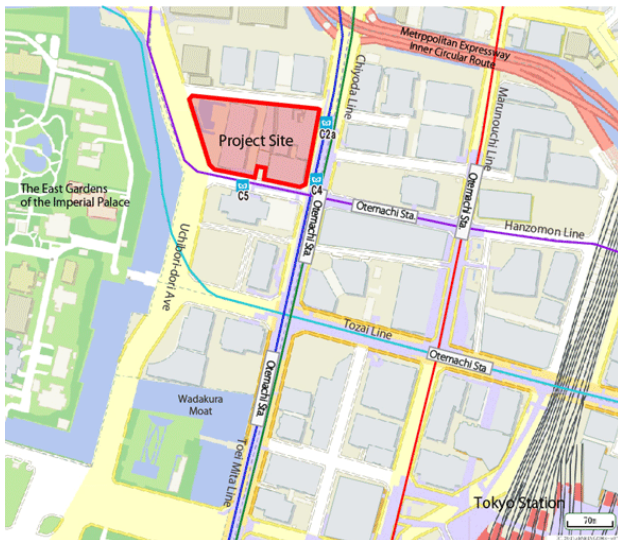 Metrppolitan Expressway
Inner Circular Route
Chiyoda Line
Marunouchi Line
Project Site
C2a
The East Gardens
of the Imperial Palace
C5
C4
Otemachi Sta.
Otemachi Sta.
Otemachi Sta.
Hanzomon Line
Uchibori-dori Ave
Tozai Line
Otemachi Sta
Otemachi Sta.
Wadakura
Moat
Toei Mita Line
Tokyo Station
70m